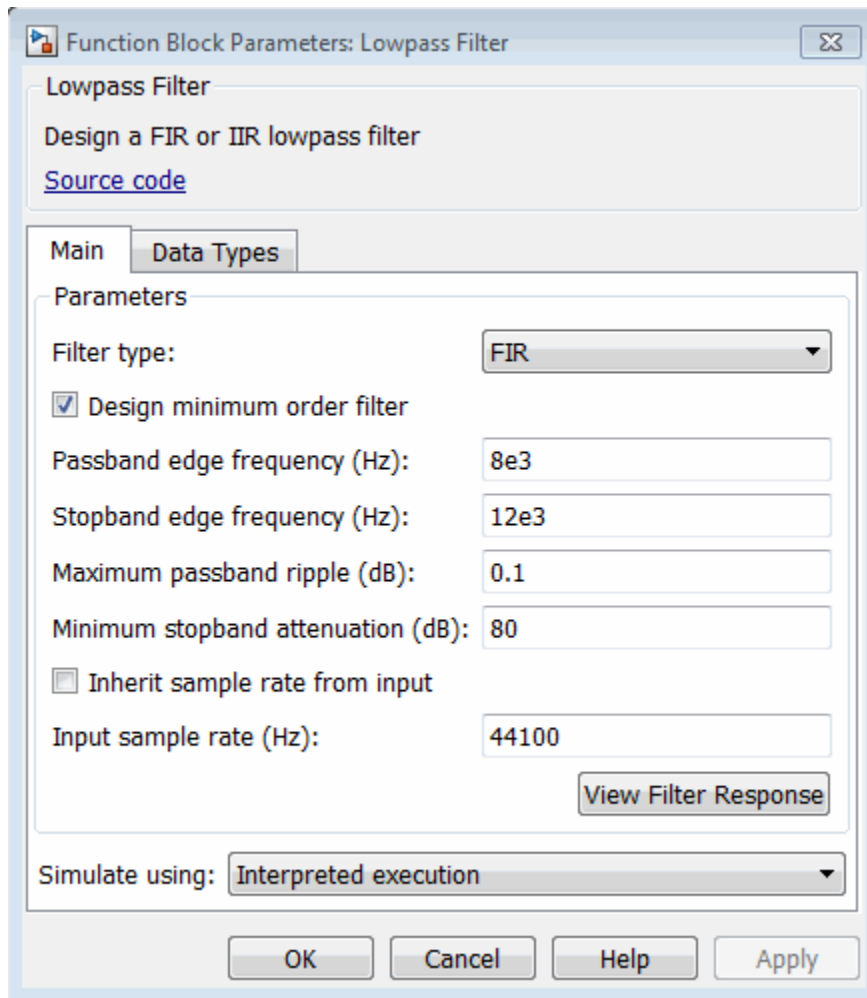 Function Block Parameters: Lowpass Filter
Lowpass Filter
Design a FIR or IIR lowpass filter
Source code
Main Data Types
Parameters
Filter type: FIR
Design minimum order filter
Passband edge frequency (Hz): 8e3
Stopband edge frequency (Hz): 12e3
Maximum passband ripple (dB): 0.1
Minimum stopband attenuation (dB): 80
Inherit sample rate from input
Input sample rate (Hz): 44100
View Filter Response
Simulate using: Interpreted execution
OK Cancel Help Apply